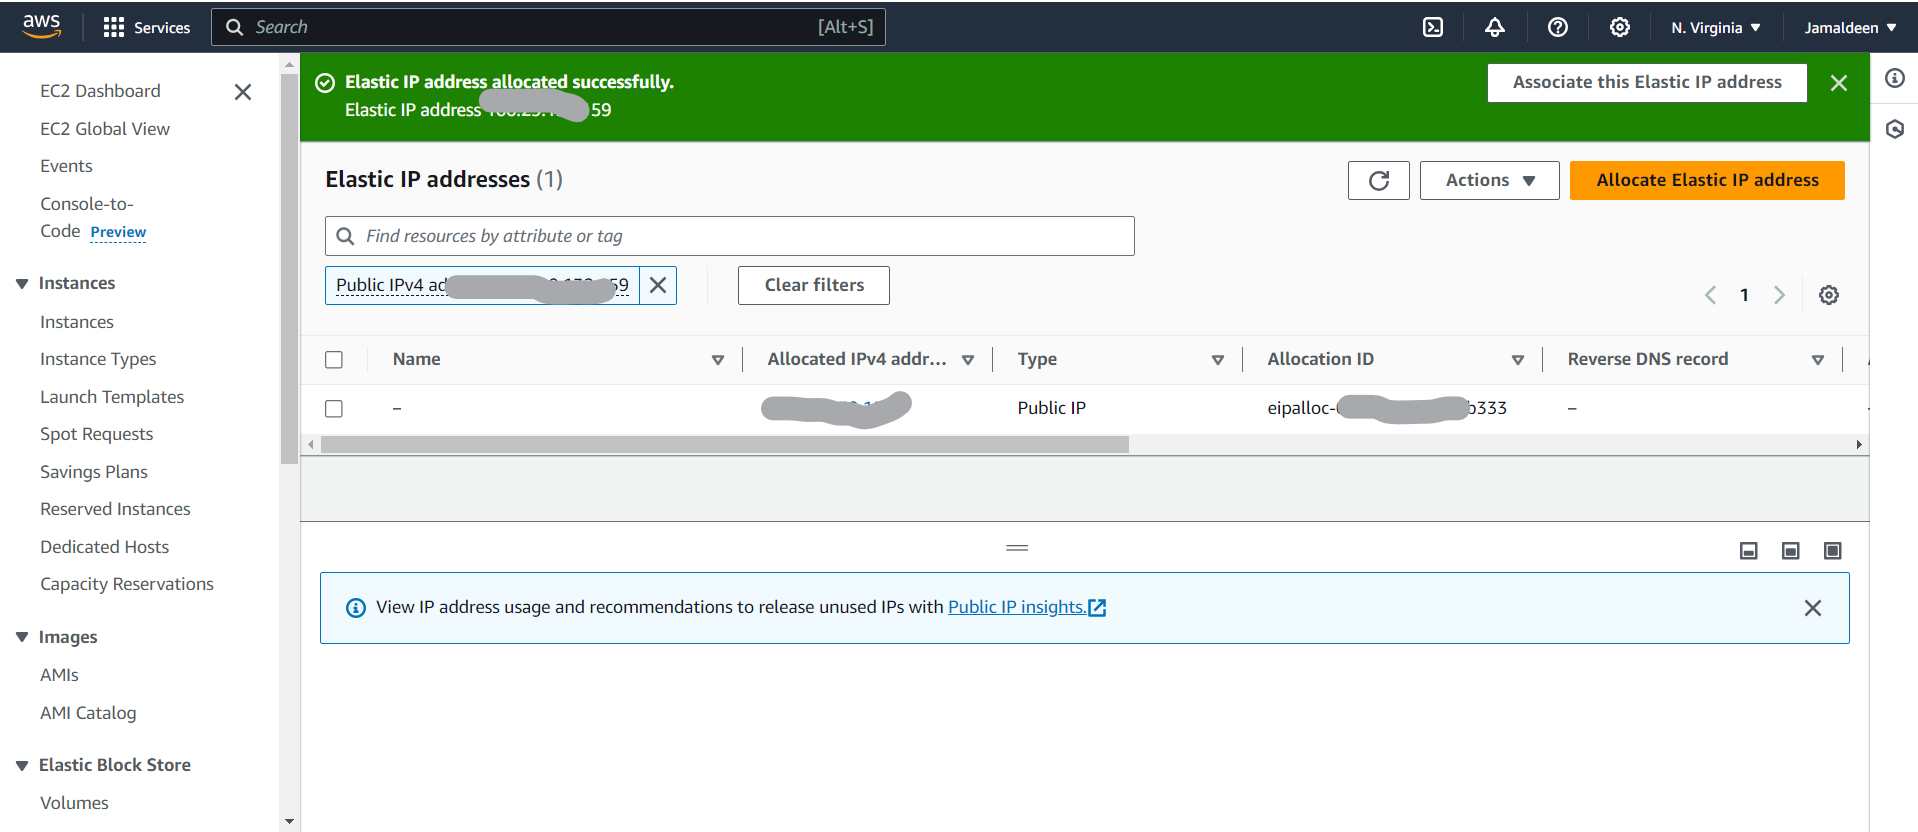 aws
Services
Search
[Alt+S]
N. Virginia
Jamaldeen
EC2 Dashboard
EC2 Global View
Events
Console-to-
Code Preview
Instances
Instances
Instance Types
Launch Templates
Spot Requests
Savings Plans
Reserved Instances
Dedicated Hosts
Capacity Reservations
Images
AMIs
AMI Catalog
Elastic Block Store
Volumes
Elastic IP address allocated successfully.
Elastic IP address 59
Associate this Elastic IP address
Elastic IP addresses (1)
Actions
Allocate Elastic IP address
Find resources by attribute or tag
Public IPv4 ad 59
Clear filters
1
Name
Allocated IPv4 addr...
Type
Allocation ID
Reverse DNS record
–
Public IP
eipalloc- b333
–
View IP address usage and recommendations to release unused IPs with Public IP insights.